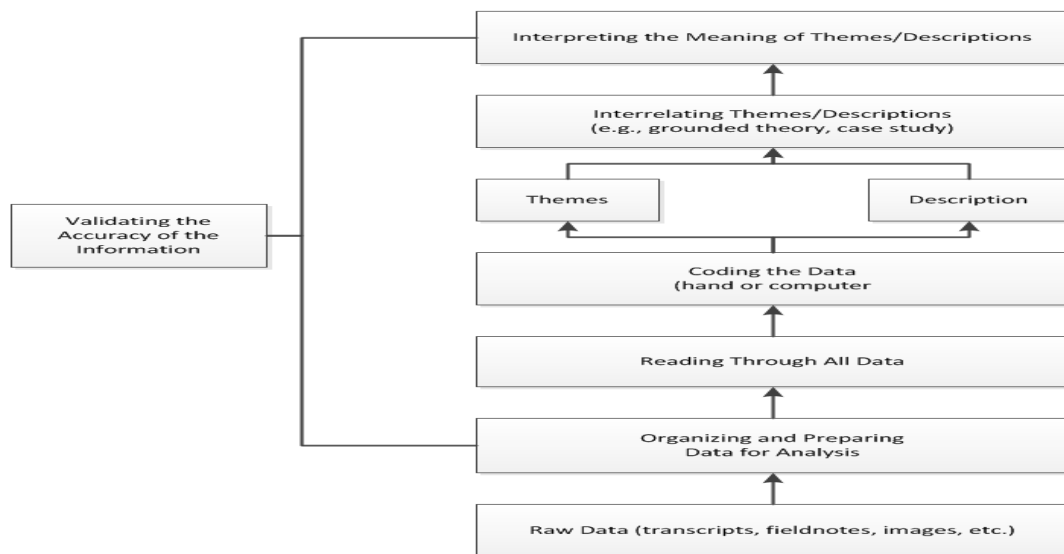 Interpreting the Meaning of Themes/Descriptions
Interrelating Themes/Descriptions
(e.g., grounded theory, case study)
Themes
Description
Validating the
Accuracy of the
Information
Coding the Data
(hand or computer
Reading Through All Data
Organizing and Preparing
Data for Analysis
Raw Data (transcripts, fieldnotes, images, etc.)